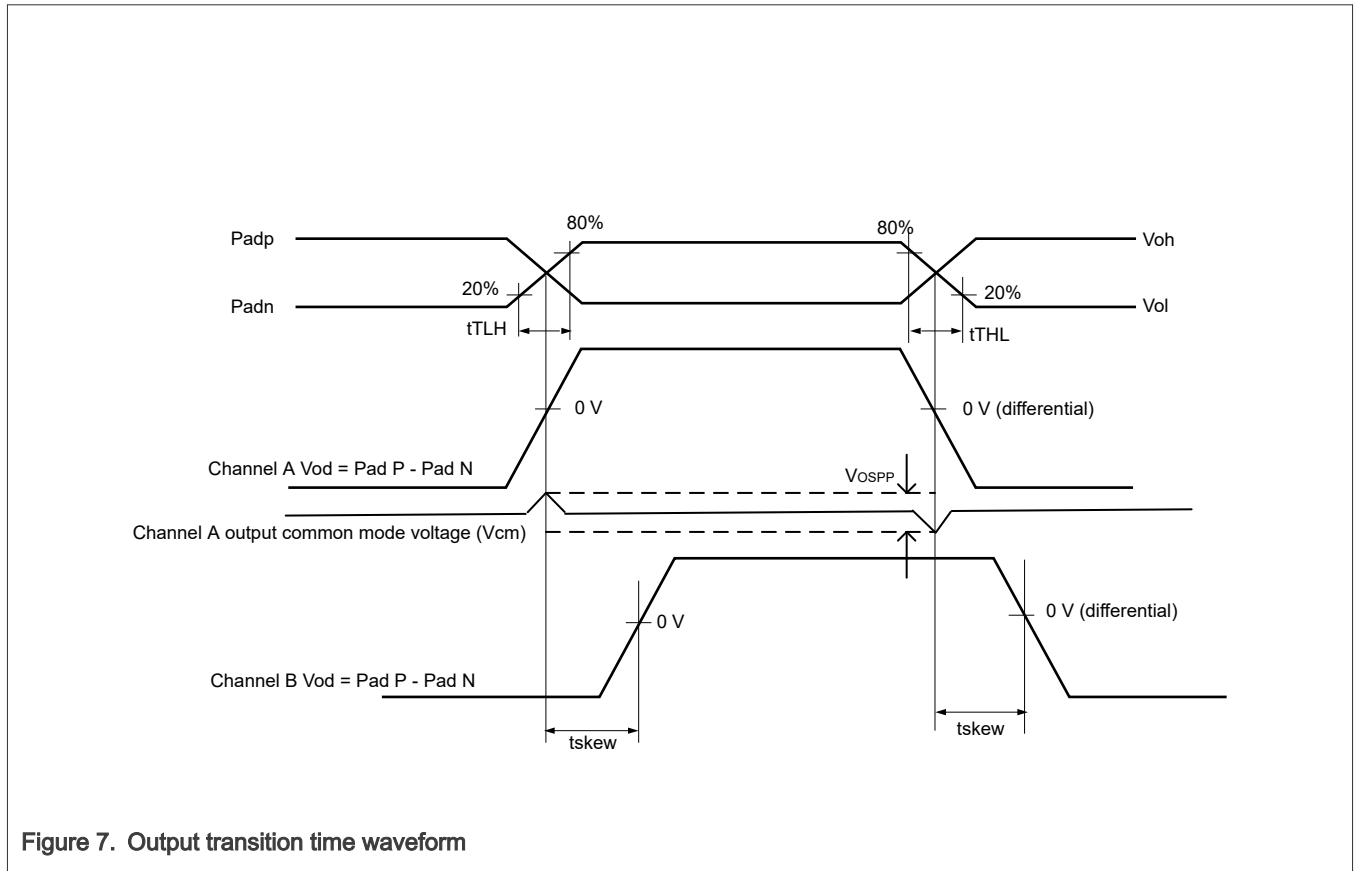 80%
80%
Padp
Voh
20%
20%
Padn
Vol
tTLH
tTHL
0 V
0 V (differential)
Channel A Vod = Pad P - Pad N
VOSPP
Channel A output common mode voltage (Vcm)
0 V
0 V (differential)
Channel B Vod = Pad P - Pad N
tskew
tskew
Figure 7. Output transition time waveform